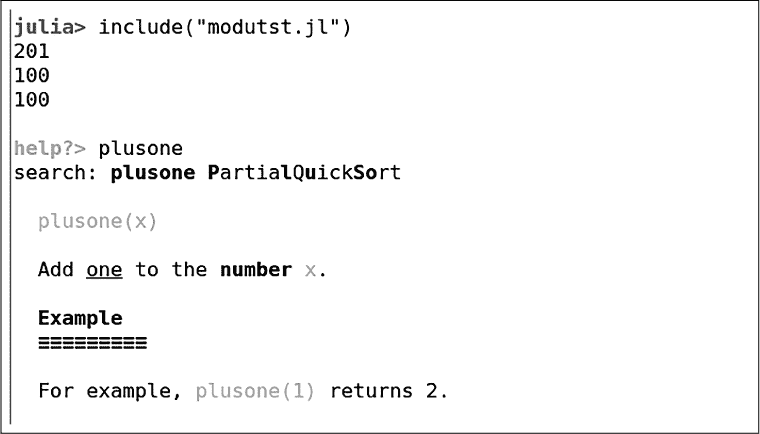 julia> include("modutst.jl")
201
100
100
help?> plusone
search: plusone PartialQuickSort
plusone(x)
Add one to the number x.
Example
≡≡≡≡≡≡≡≡≡
For example, plusone(1) returns 2.